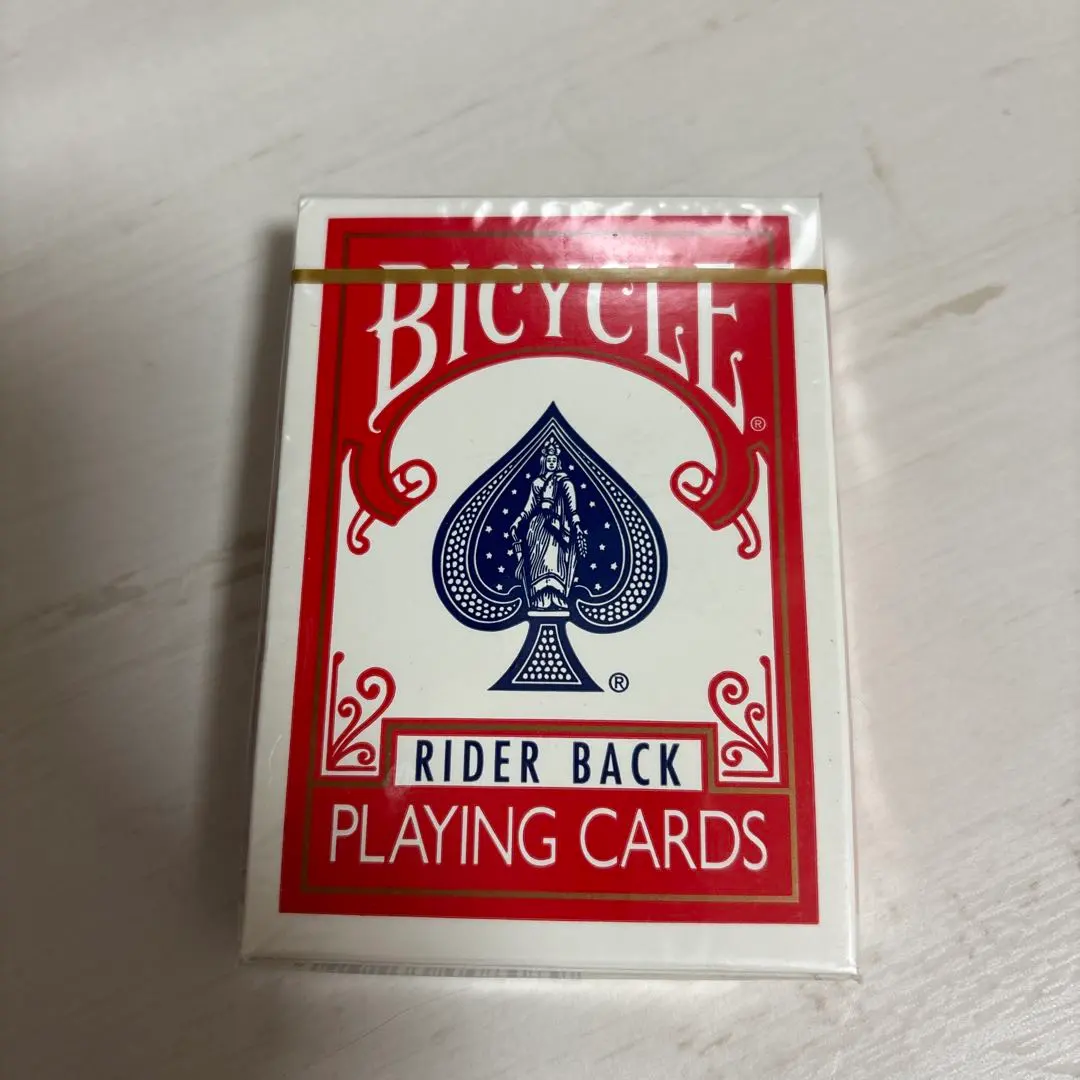 BICYCLE
®
®
RIDER BACK
PLAYING CARDS